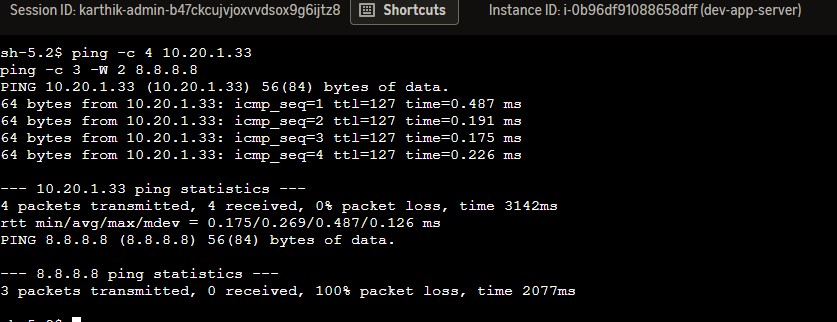 Session ID: karthik-admin-b47ckcujvjoxvvdsox9g6ijtz8 Shortcuts Instance ID: i-0b96df91088658dff (dev-app-server)
sh-5.2$ ping -c 4 10.20.1.33
ping -c 3 -W 2 8.8.8.8
PING 10.20.1.33 (10.20.1.33) 56(84) bytes of data.
64 bytes from 10.20.1.33: icmp_seq=1 ttl=127 time=0.487 ms
64 bytes from 10.20.1.33: icmp_seq=2 ttl=127 time=0.191 ms
64 bytes from 10.20.1.33: icmp_seq=3 ttl=127 time=0.175 ms
64 bytes from 10.20.1.33: icmp_seq=4 ttl=127 time=0.226 ms
--- 10.20.1.33 ping statistics ---
4 packets transmitted, 4 received, 0% packet loss, time 3142ms
rtt min/avg/max/mdev = 0.175/0.269/0.487/0.126 ms
PING 8.8.8.8 (8.8.8.8) 56(84) bytes of data.
--- 8.8.8.8 ping statistics ---
3 packets transmitted, 0 received, 100% packet loss, time 2077ms